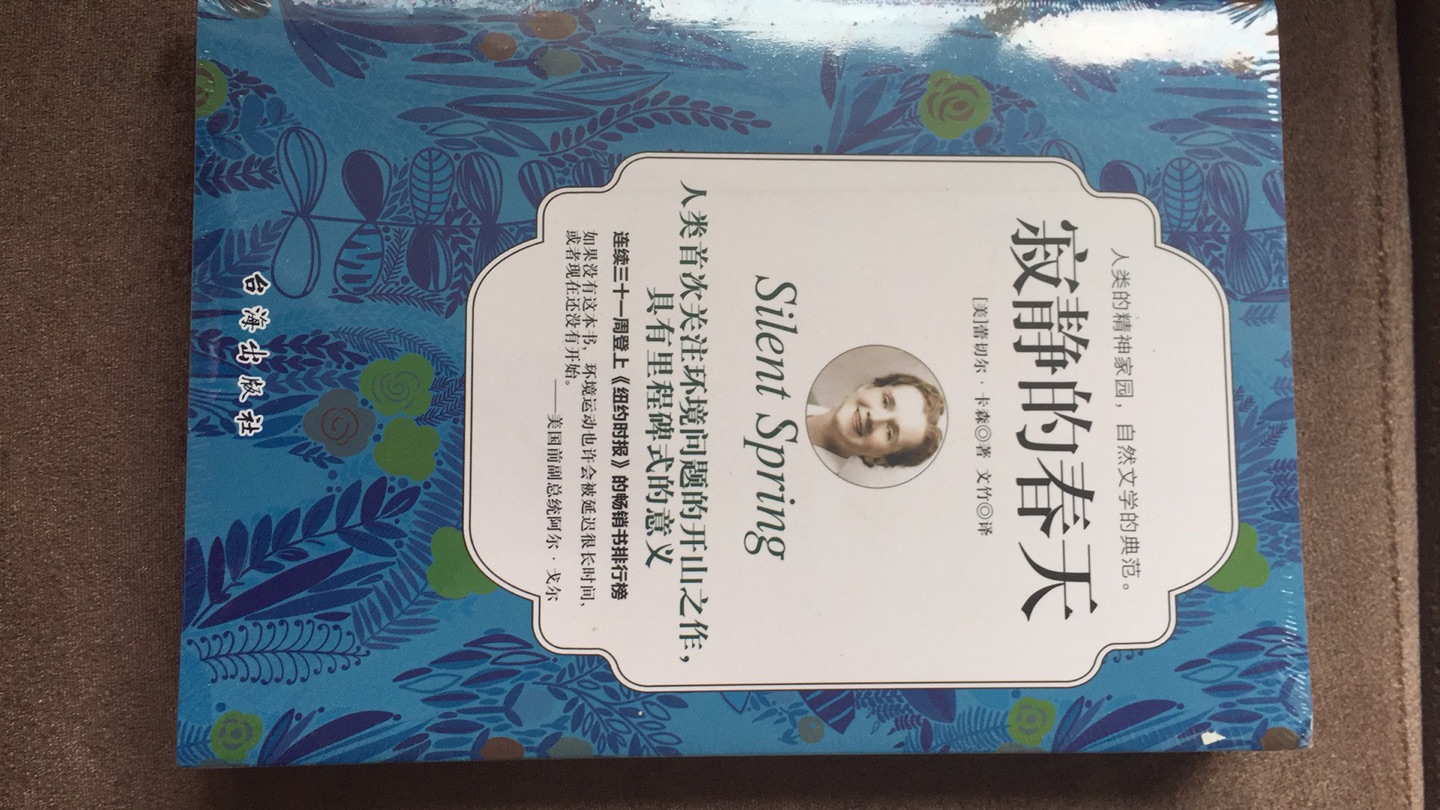 人类的精神家园，自然文学的典范。
寂静的春天
[美]蕾切尔·卡森◎著 文竹◎译
Silent Spring
人类首次关注环境问题的开山之作，
具有里程碑式的意义
连续三十一周登上《纽约时报》的畅销书排行榜
如果没有这本书，环境运动也许会被延迟很长时间，
或者现在还没有开始。
——美国前副总统阿尔·戈尔
台海出版社